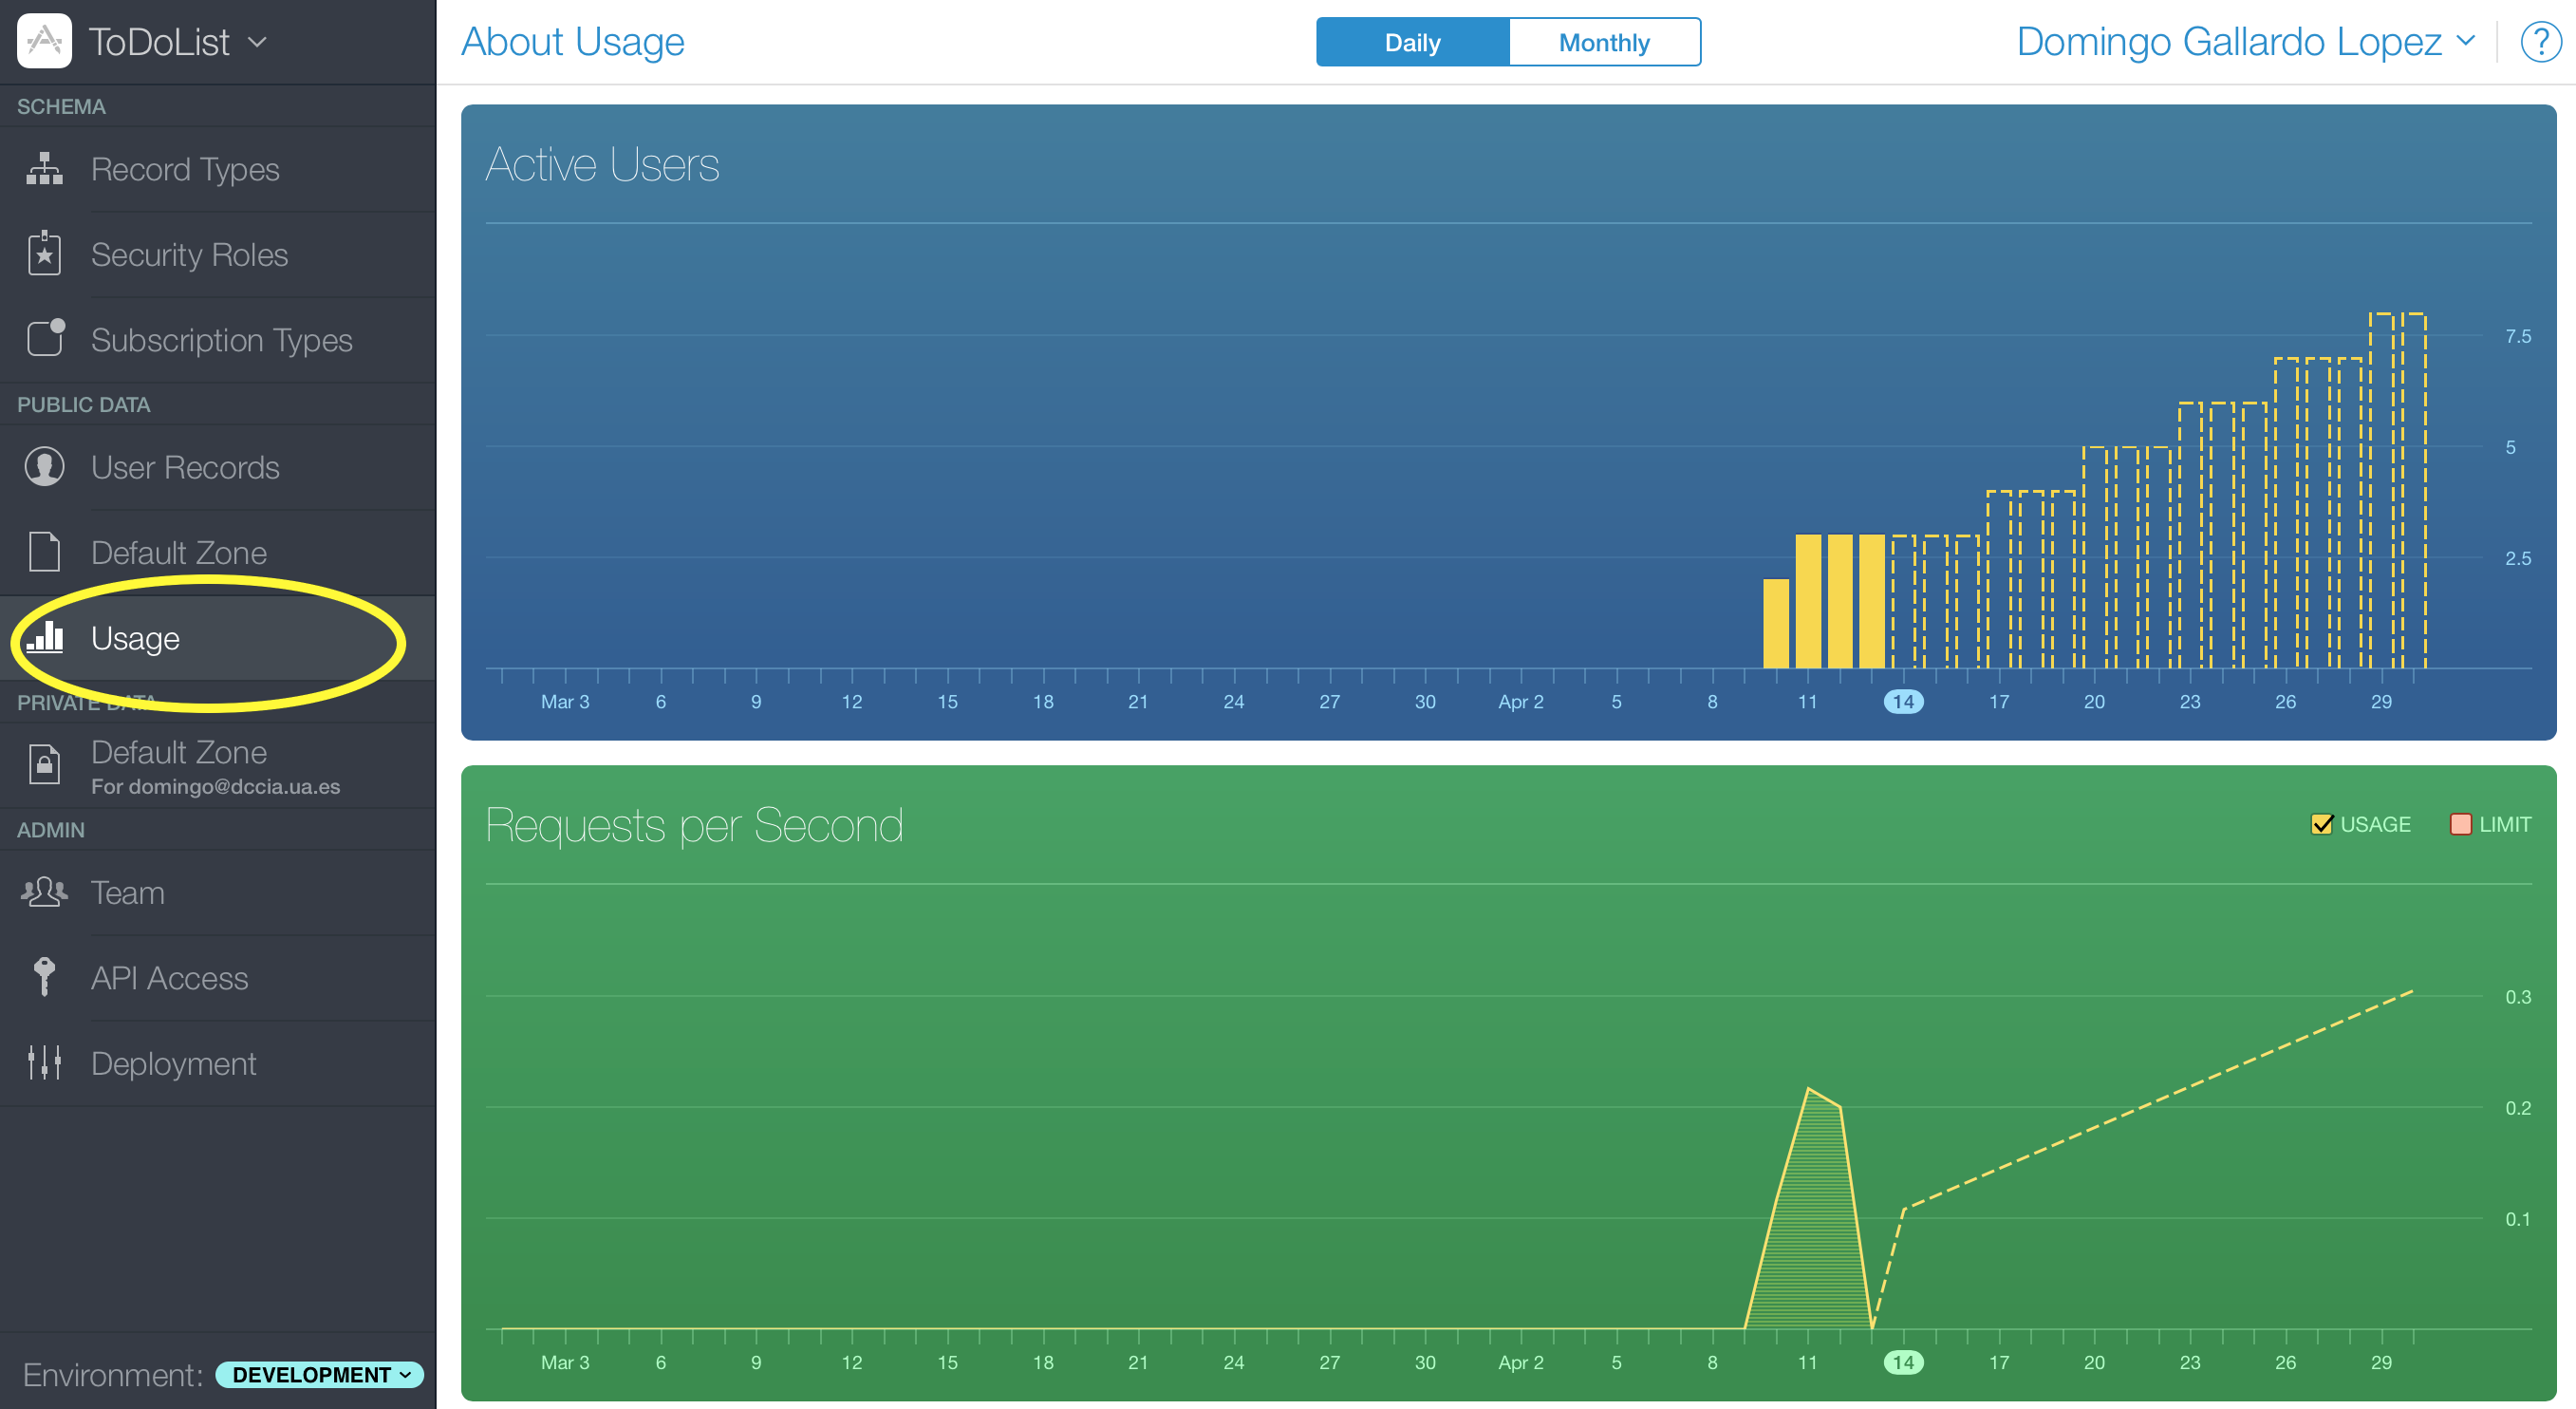 ToDoList
SCHEMA
Record Types
Security Roles
Subscription Types
PUBLIC DATA
User Records
Default Zone
Usage
PRIVATE DATA
Default Zone
For domingo@dccia.ua.es
ADMIN
Team
API Access
Deployment
Environment: DEVELOPMENT
About Usage
Daily Monthly
Domingo Gallardo Lopez ?
Active Users
7.5
5
2.5
Mar 3 6 9 12 15 18 21 24 27 30 Apr 2 5 8 11 14 17 20 23 26 29
Requests per Second
USAGE LIMIT
0.3
0.2
0.1
Mar 3 6 9 12 15 18 21 24 27 30 Apr 2 5 8 11 14 17 20 23 26 29